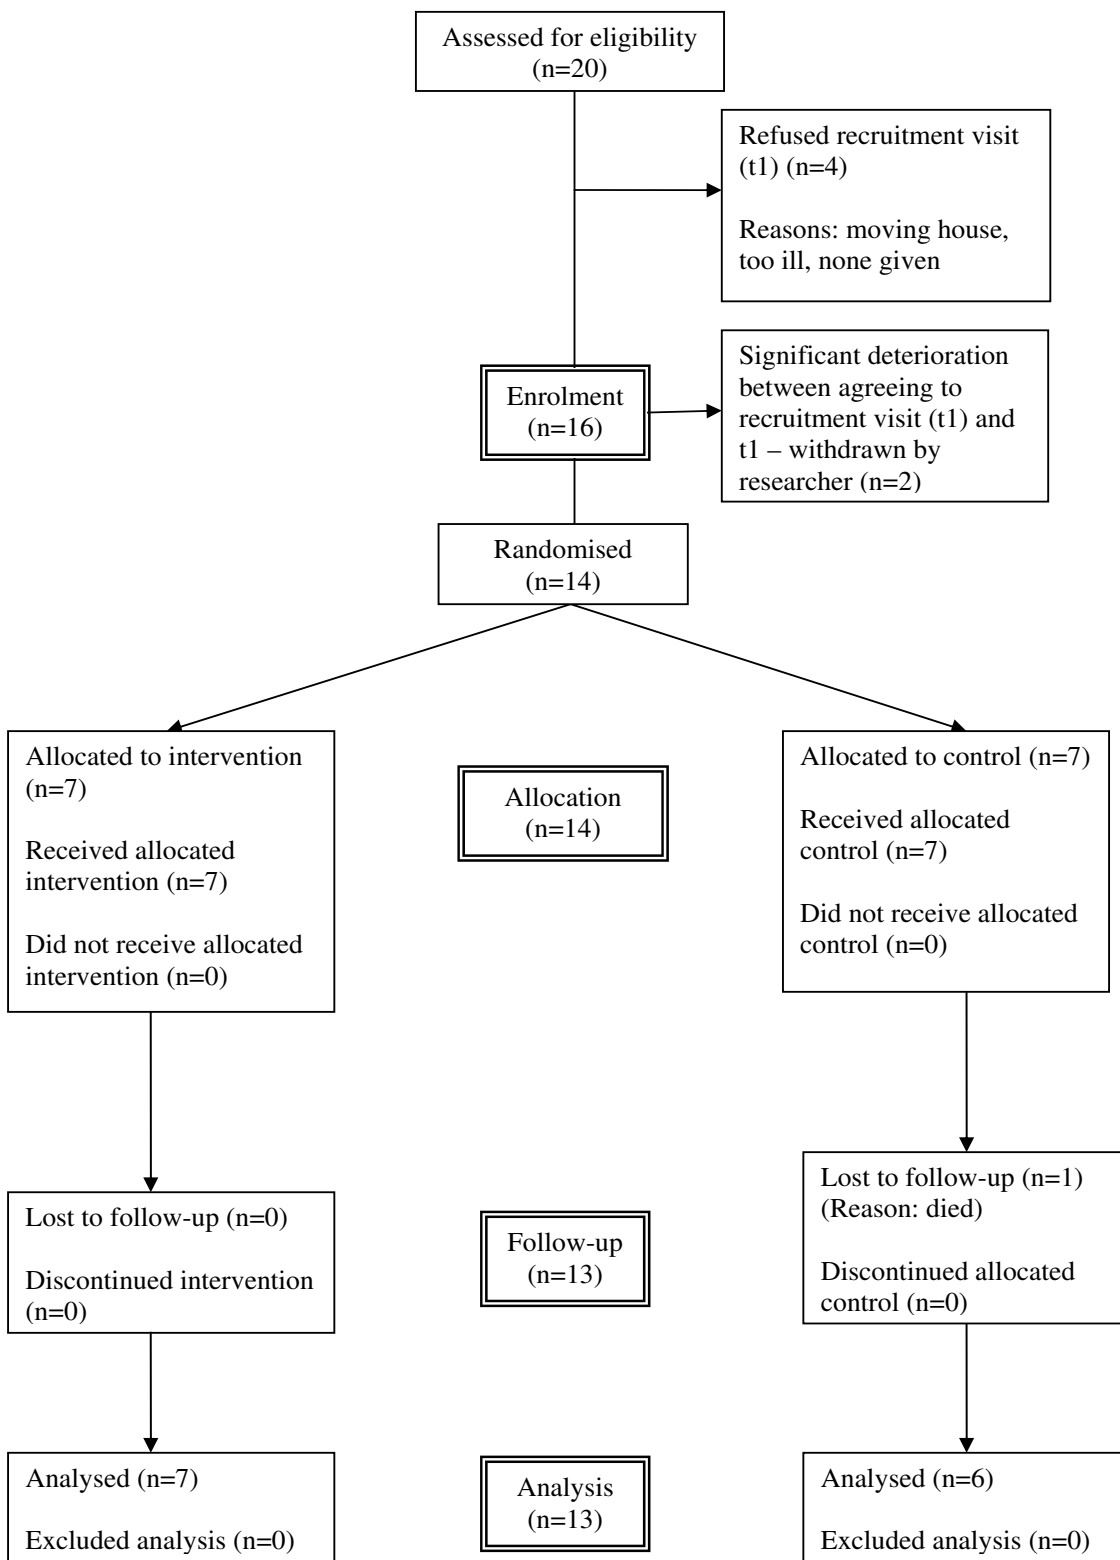 Assessed for eligibility
(n=20)
Refused recruitment visit
(t1) (n=4)
Reasons: moving house,
too ill, none given
Enrolment
(n=16)
Significant deterioration
between agreeing to
recruitment visit (t1) and
t1 – withdrawn by
researcher (n=2)
Randomised
(n=14)
Allocated to intervention
(n=7)
Received allocated
intervention (n=7)
Did not receive allocated
intervention (n=0)
Allocation
(n=14)
Allocated to control (n=7)
Received allocated
control (n=7)
Did not receive allocated
control (n=0)
Lost to follow-up (n=0)
Discontinued intervention
(n=0)
Follow-up
(n=13)
Lost to follow-up (n=1)
(Reason: died)
Discontinued allocated
control (n=0)
Analysed (n=7)
Excluded analysis (n=0)
Analysis
(n=13)
Analysed (n=6)
Excluded analysis (n=0)